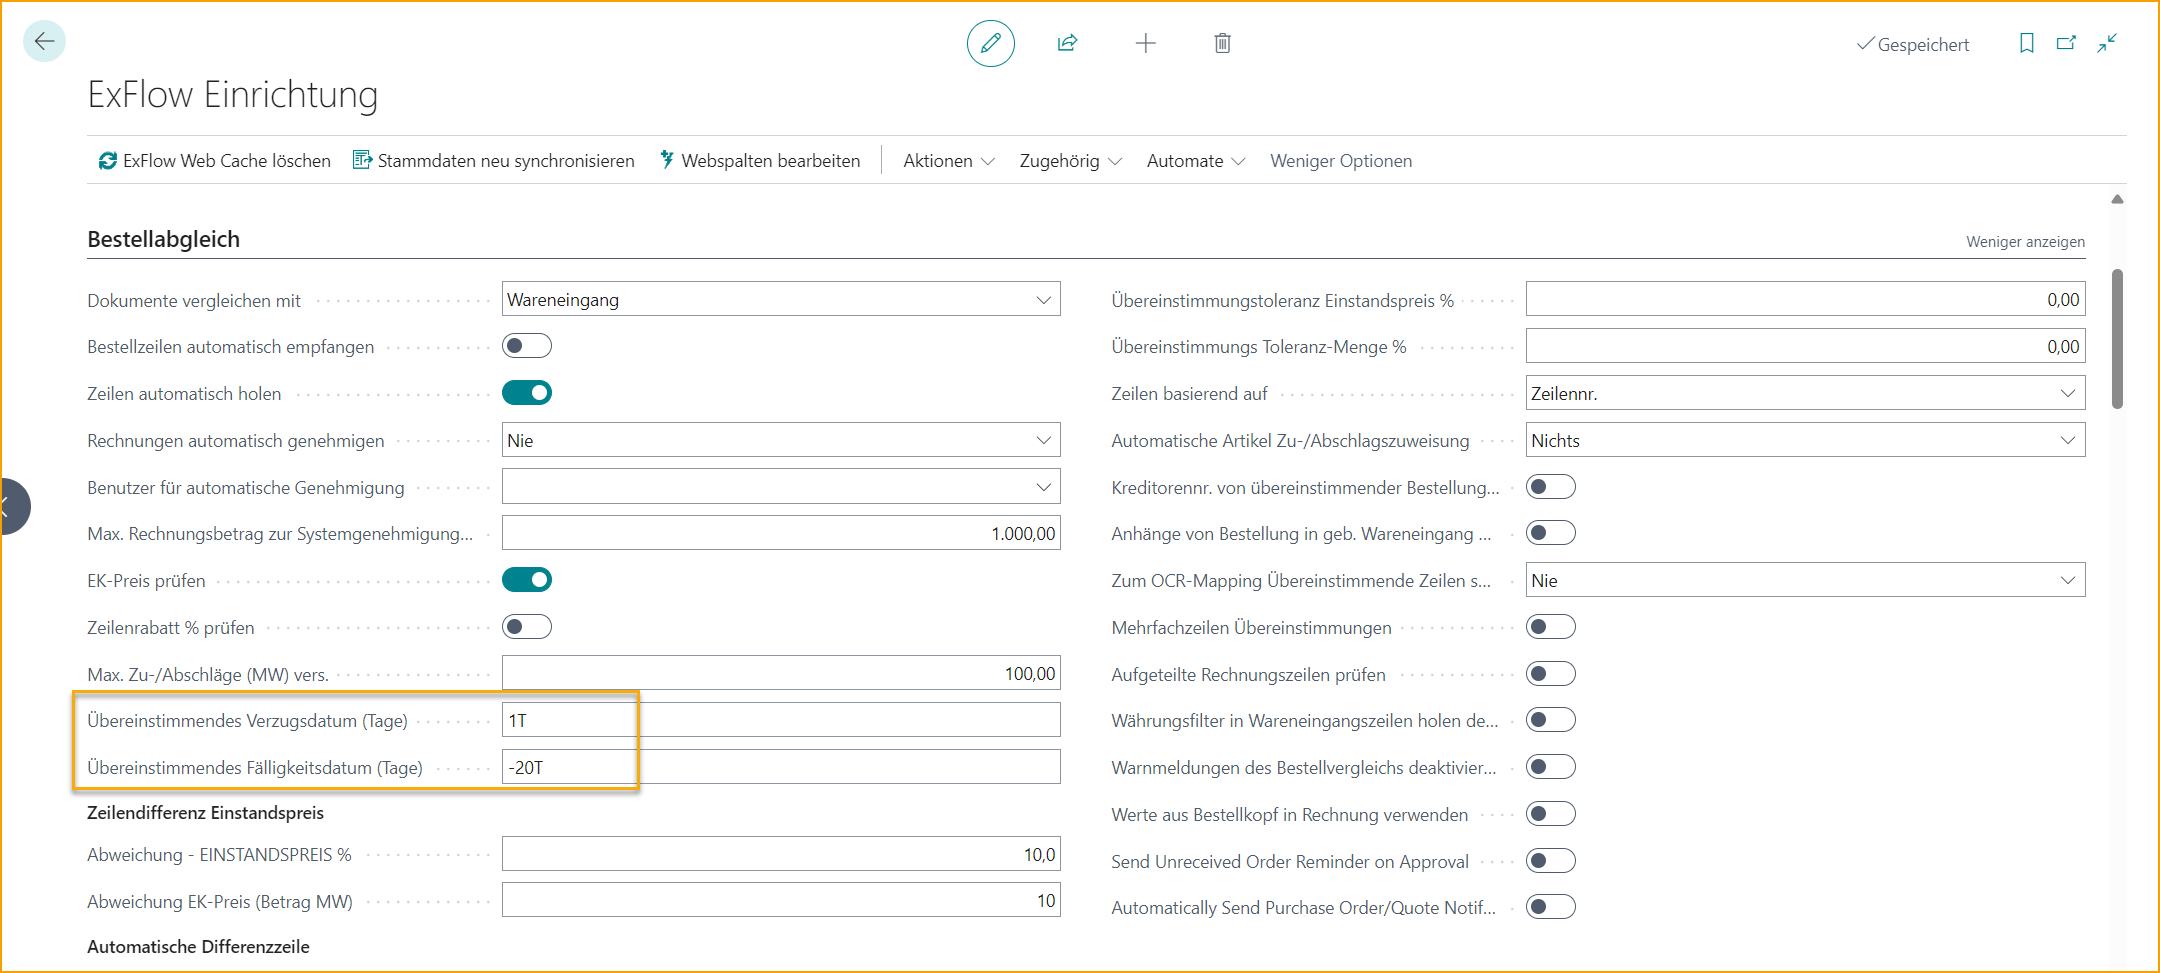 Gespeichert
ExFlow Einrichtung
ExFlow Web Cache löschen Stammdaten neu synchronisieren Webspalten bearbeiten Aktionen Zugehörig Automate Weniger Optionen
Bestellabgleich
Weniger anzeigen
Dokumente vergleichen mit Wareneingang
Bestellzeilen automatisch empfangen
Zeilen automatisch holen
Rechnungen automatisch genehmigen Nie
Benutzer für automatische Genehmigung
Max. Rechnungsbetrag zur Systemgenehmigung... 1.000,00
EK-Preis prüfen
Zeilenrabatt % prüfen
Max. Zu-/Abschläge (MW) vers. 100,00
Übereinstimmendes Verzugsdatum (Tage) 1T
Übereinstimmendes Fälligkeitsdatum (Tage) -20T
Zeilendifferenz Einstandspreis
Abweichung - EINSTANDSPREIS % 10,0
Abweichung EK-Preis (Betrag MW) 10
Automatische Differenzzeile
Übereinstimmungstoleranz Einstandspreis % 0,00
Übereinstimmungs Toleranz-Menge % 0,00
Zeilen basierend auf Zeilennr.
Automatische Artikel Zu-/Abschlagszuweisung Nichts
Kreditorennr. von übereinstimmender Bestellung...
Anhänge von Bestellung in geb. Wareneingang ...
Zum OCR-Mapping Übereinstimmende Zeilen s... Nie
Mehrfachzeilen Übereinstimmungen
Aufgeteilte Rechnungszeilen prüfen
Währungsfilter in Wareneingangszeilen holen de...
Warnmeldungen des Bestellvergleichs deaktivier...
Werte aus Bestellkopf in Rechnung verwenden
Send Unreceived Order Reminder on Approval
Automatically Send Purchase Order/Quote Notif...